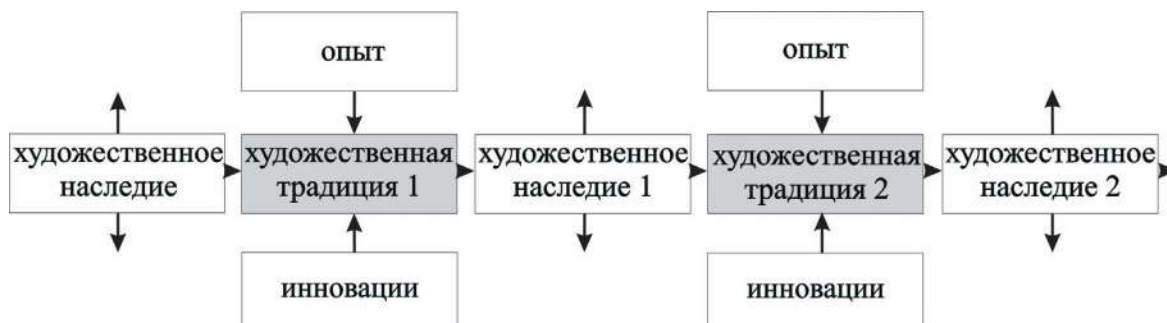 опыт
опыт
художественное
наследие
художественная
традиция 1
художественное
наследие 1
художественная
традиция 2
художественное
наследие 2
инновации
инновации